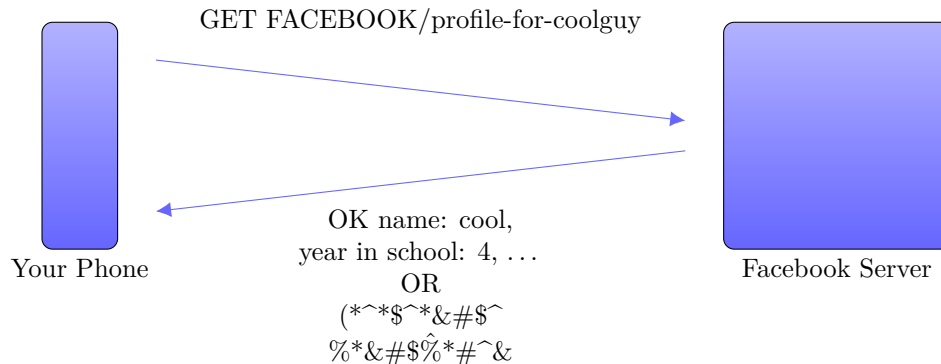 GET FACEBOOK/profile-for-coolguy
OK name: cool,
year in school: 4, …
OR
(*^*$^*&#$^
%*&#$%̂*#^&
Your Phone
Facebook Server